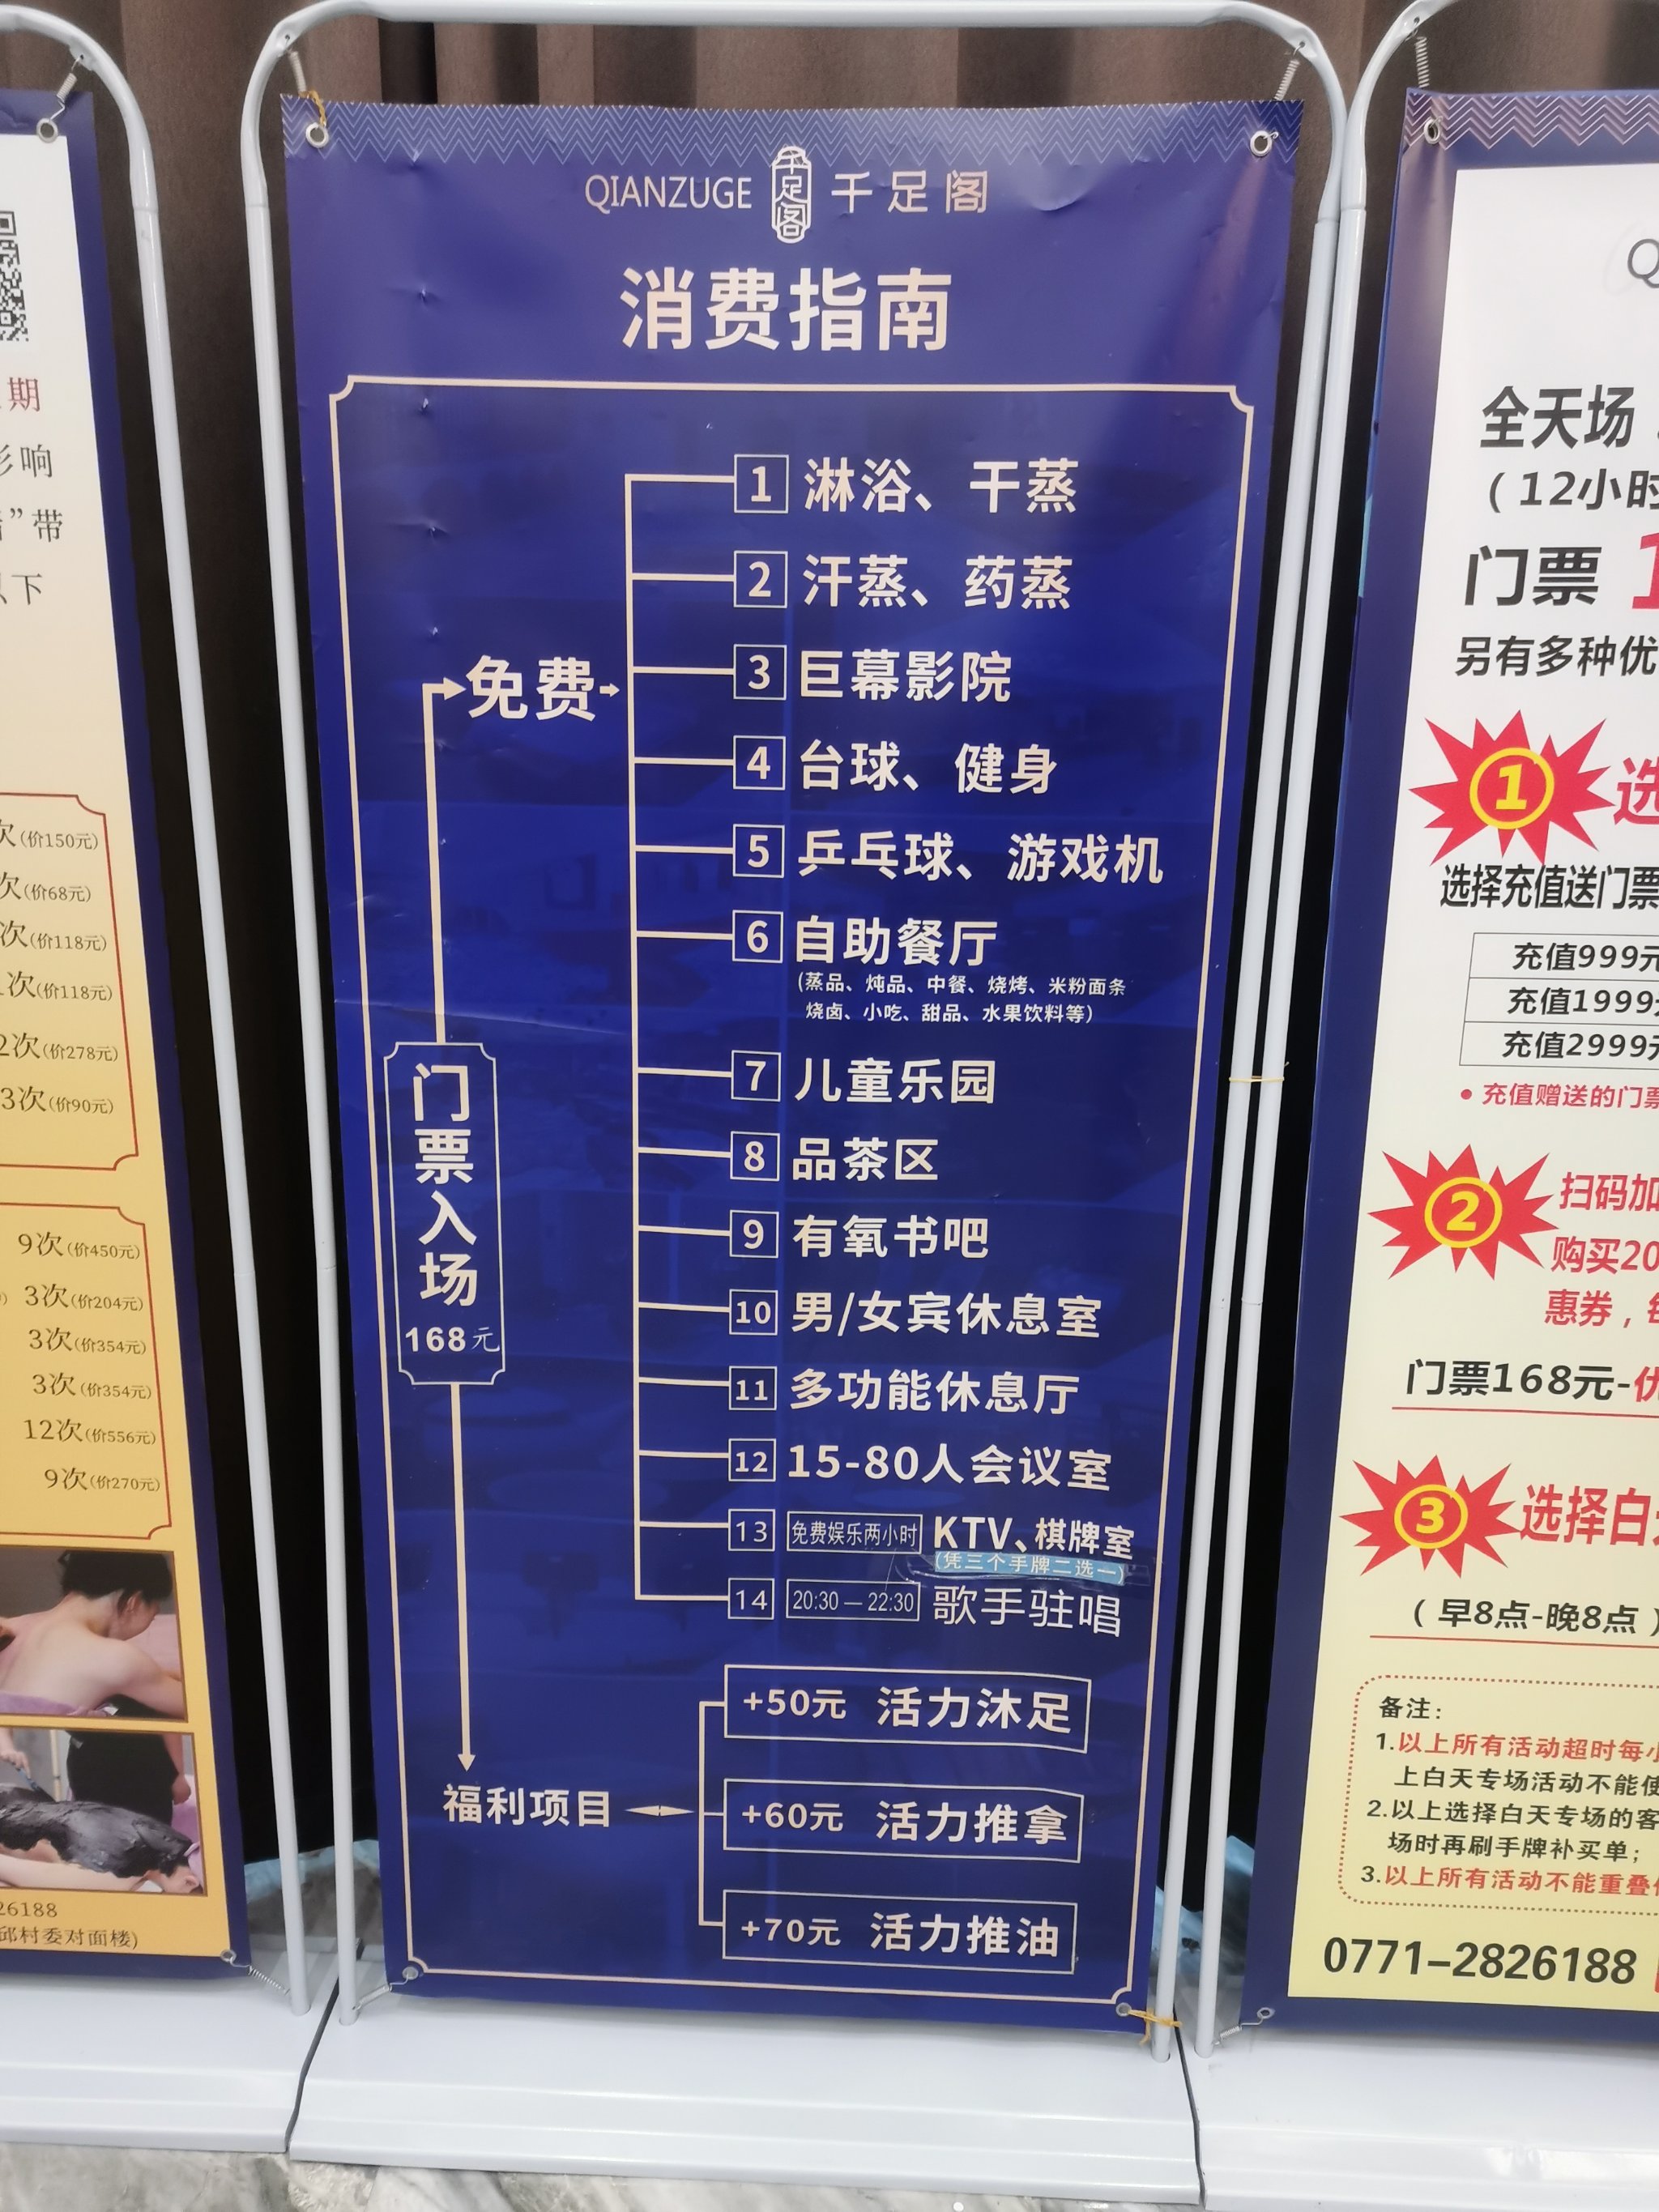 QIANZUGE 千足阁 千足阁
消费指南
免费
1 淋浴、干蒸
2 汗蒸、药蒸
3 巨幕影院
4 台球、健身
5 乒乓球、游戏机
6 自助餐厅
(蒸品、炖品、中餐、烧烤、米粉面条
烧卤、小吃、甜品、水果饮料等)
7 儿童乐园
8 品茶区
9 有氧书吧
10 男/女宾休息室
11 多功能休息厅
12 15-80人会议室
13 免费娱乐两小时 KTV、棋牌室
(凭三个手牌二选一)
14 20:30 — 22:30 歌手驻唱
门票入场
168元
福利项目
+50元 活力沐足
+60元 活力推拿
+70元 活力推油
期
影响
”带
以下
次(价150元)
次(价68元)
次(价118元)
次(价118元)
2次(价278元)
3次(价90元)
9次(价450元)
3次(价204元)
3次(价354元)
3次(价354元)
12次(价556元)
9次(价270元)
26188
邱村委对面楼)
全天场
(12小时
门票 1
另有多种优
1 选
选择充值送门票
充值999元
充值1999元
充值2999元
• 充值赠送的门票
2 扫码加
购买20
惠券，每
门票168元-优
3 选择白
(早8点-晚8点)
备注:
1.以上所有活动超时每小
上白天专场活动不能使
2.以上选择白天专场的客
场时再刷手牌补买单;
3.以上所有活动不能重叠
0771-2826188